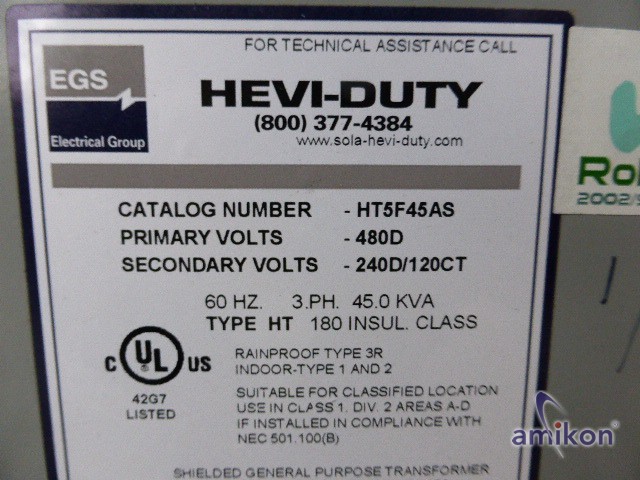 FOR TECHNICAL ASSISTANCE CALL
EGS
Electrical Group
HEVI-DUTY
(800) 377-4384
www.sola-hevi-duty.com
CATALOG NUMBER - HT5F45AS
PRIMARY VOLTS - 480D
SECONDARY VOLTS - 240D/120CT
60 HZ. 3.PH. 45.0 KVA
TYPE HT 180 INSUL. CLASS
C UL US
42G7
LISTED
RAINPROOF TYPE 3R
INDOOR-TYPE 1 AND 2
SUITABLE FOR CLASSIFIED LOCATION
USE IN CLASS 1, DIV. 2 AREAS A-D
IF INSTALLED IN COMPLIANCE WITH
NEC 501.100(B)
SHIELDED GENERAL PURPOSE TRANSFORMER
2002/9
amikon